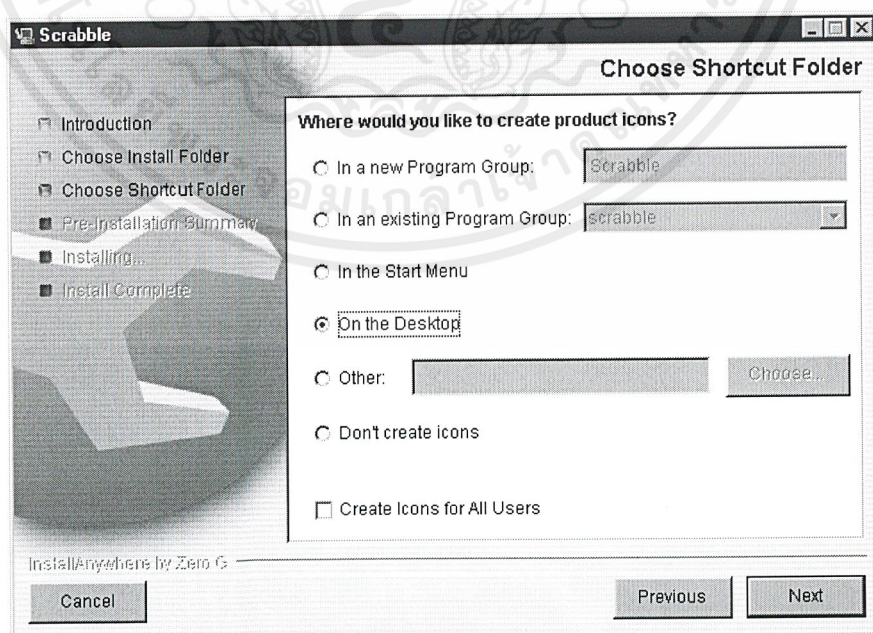 Scrabble
Choose Shortcut Folder
Introduction
Choose Install Folder
Choose Shortcut Folder
Pre-Installation Summary
Installing...
Install Complete
Where would you like to create product icons?
In a new Program Group: Scrabble
In an existing Program Group: scrabble
In the Start Menu
On the Desktop
Other: Choose...
Don't create icons
Create Icons for All Users
InstallAnywhere by Zero G
Cancel Previous Next